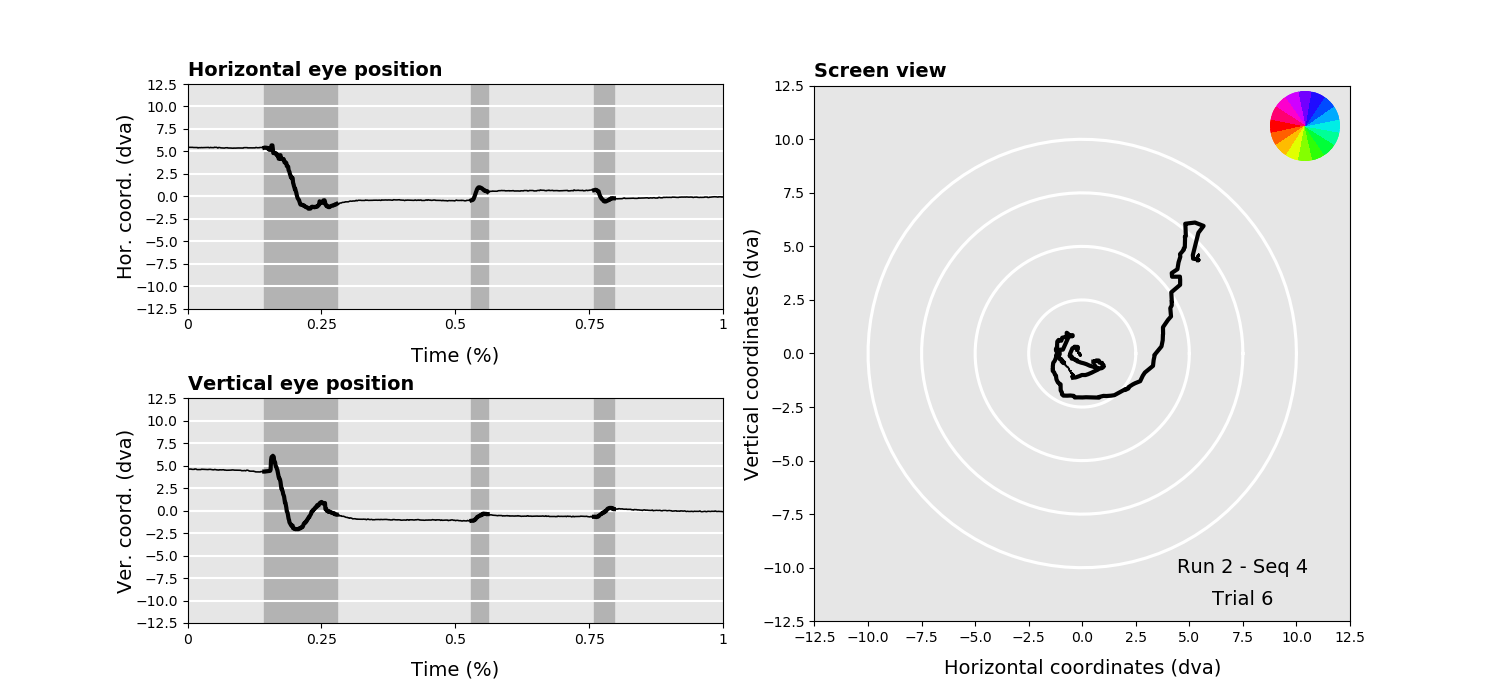 Horizontal eye position
Hor. coord. (dva)
12.5
10.0
7.5
5.0
2.5
0.0
−2.5
−5.0
−7.5
−10.0
−12.5
0 0.25 0.5 0.75 1
Time (%)
Vertical eye position
Ver. coord. (dva)
12.5
10.0
7.5
5.0
2.5
0.0
−2.5
−5.0
−7.5
−10.0
−12.5
0 0.25 0.5 0.75 1
Time (%)
Screen view
Vertical coordinates (dva)
12.5
10.0
7.5
5.0
2.5
0.0
−2.5
−5.0
−7.5
−10.0
−12.5
Run 2 - Seq 4
Trial 6
−12.5 −10.0 −7.5 −5.0 −2.5 0.0 2.5 5.0 7.5 10.0 12.5
Horizontal coordinates (dva)